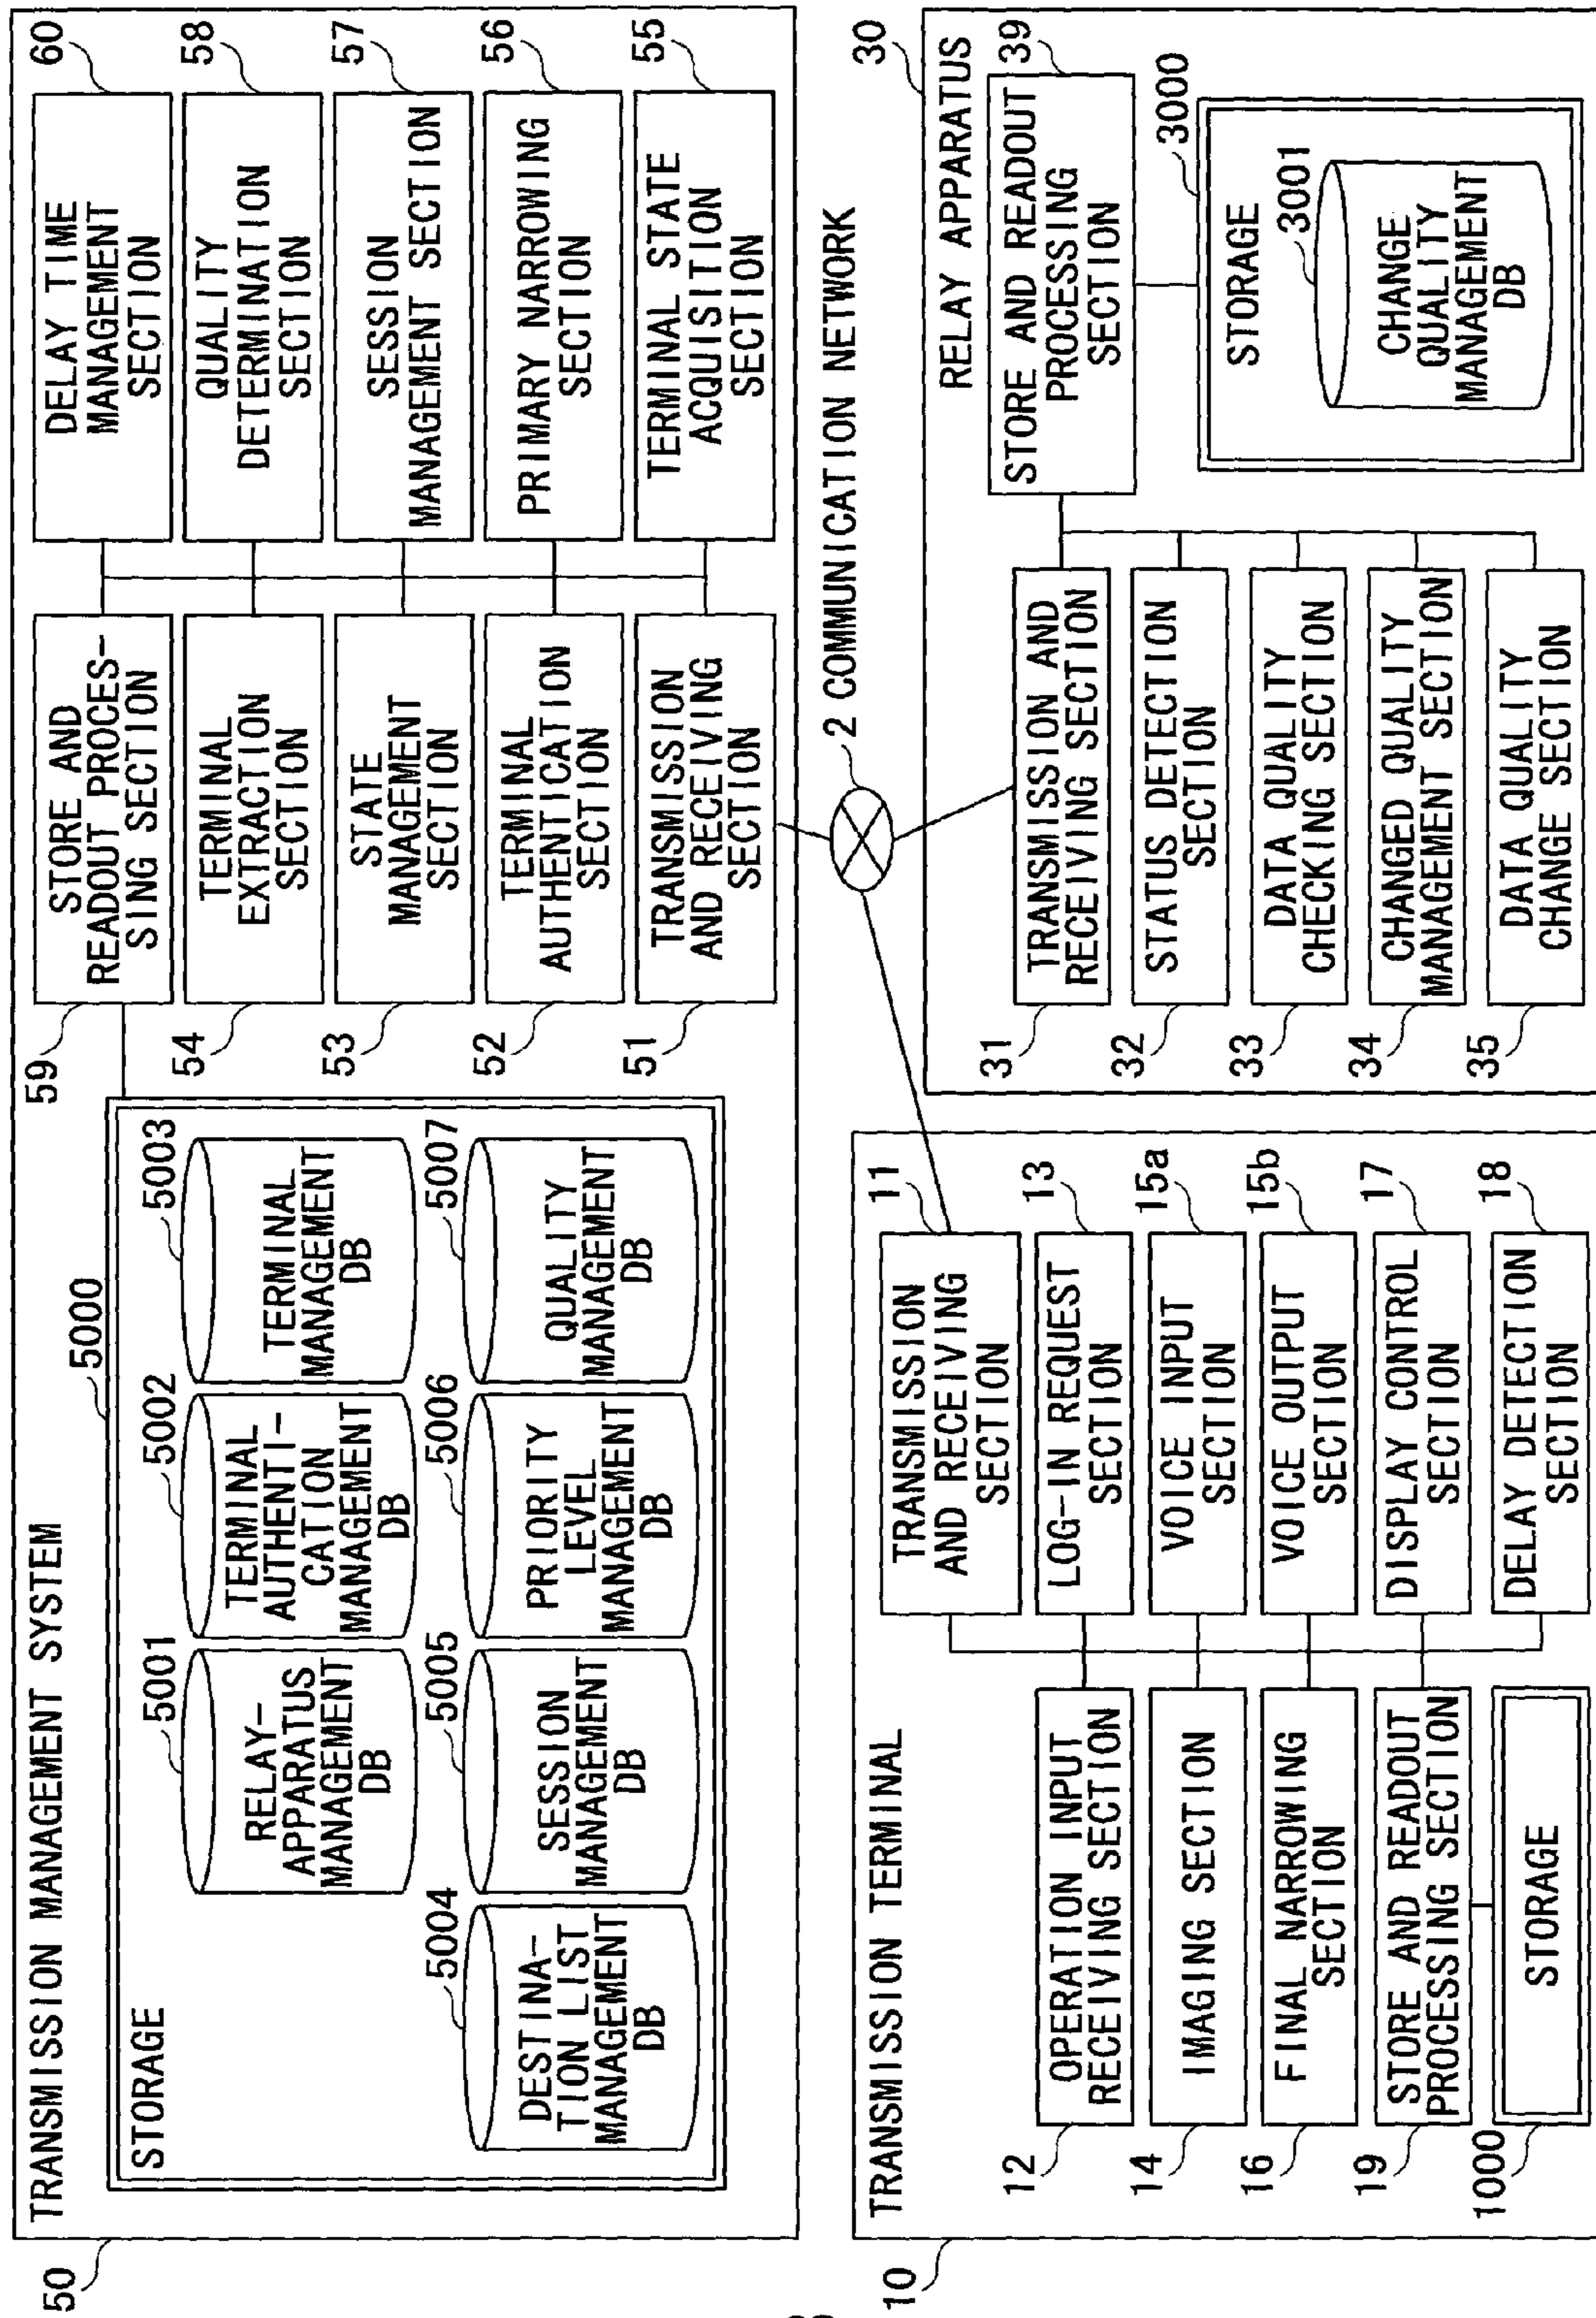 50
TRANSMISSION MANAGEMENT SYSTEM
5000
STORAGE
5001
RELAY-
APPARATUS
MANAGEMENT
DB
5002
TERMINAL
AUTHENTI-
CATION
MANAGEMENT
DB
5003
TERMINAL
MANAGEMENT
DB
5004
DESTINA-
TION LIST
MANAGEMENT
DB
5005
SESSION
MANAGEMENT
DB
5006
PRIORITY
LEVEL
MANAGEMENT
DB
5007
QUALITY
MANAGEMENT
DB
59
STORE AND
READOUT PROCES-
SING SECTION
54
TERMINAL
EXTRACTION
SECTION
53
STATE
MANAGEMENT
SECTION
52
TERMINAL
AUTHENTICATION
SECTION
51
TRANSMISSION
AND RECEIVING
SECTION
60
DELAY TIME
MANAGEMENT
SECTION
58
QUALITY
DETERMINATION
SECTION
57
SESSION
MANAGEMENT SECTION
56
PRIMARY NARROWING
SECTION
55
TERMINAL STATE
ACQUISITION
SECTION
2 COMMUNICATION NETWORK
10
TRANSMISSION TERMINAL
12
OPERATION INPUT
RECEIVING SECTION
14
IMAGING SECTION
16
FINAL NARROWING
SECTION
19
STORE AND READOUT
PROCESSING SECTION
1000
STORAGE
11
TRANSMISSION
AND RECEIVING
SECTION
13
LOG-IN REQUEST
SECTION
15a
VOICE INPUT
SECTION
15b
VOICE OUTPUT
SECTION
17
DISPLAY CONTROL
SECTION
18
DELAY DETECTION
SECTION
30
RELAY APPARATUS
31
TRANSMISSION AND
RECEIVING SECTION
32
STATUS DETECTION
SECTION
33
DATA QUALITY
CHECKING SECTION
34
CHANGED QUALITY
MANAGEMENT SECTION
35
DATA QUALITY
CHANGE SECTION
39
STORE AND READOUT
PROCESSING
SECTION
3000
STORAGE
3001
CHANGE
QUALITY
MANAGEMENT
DB